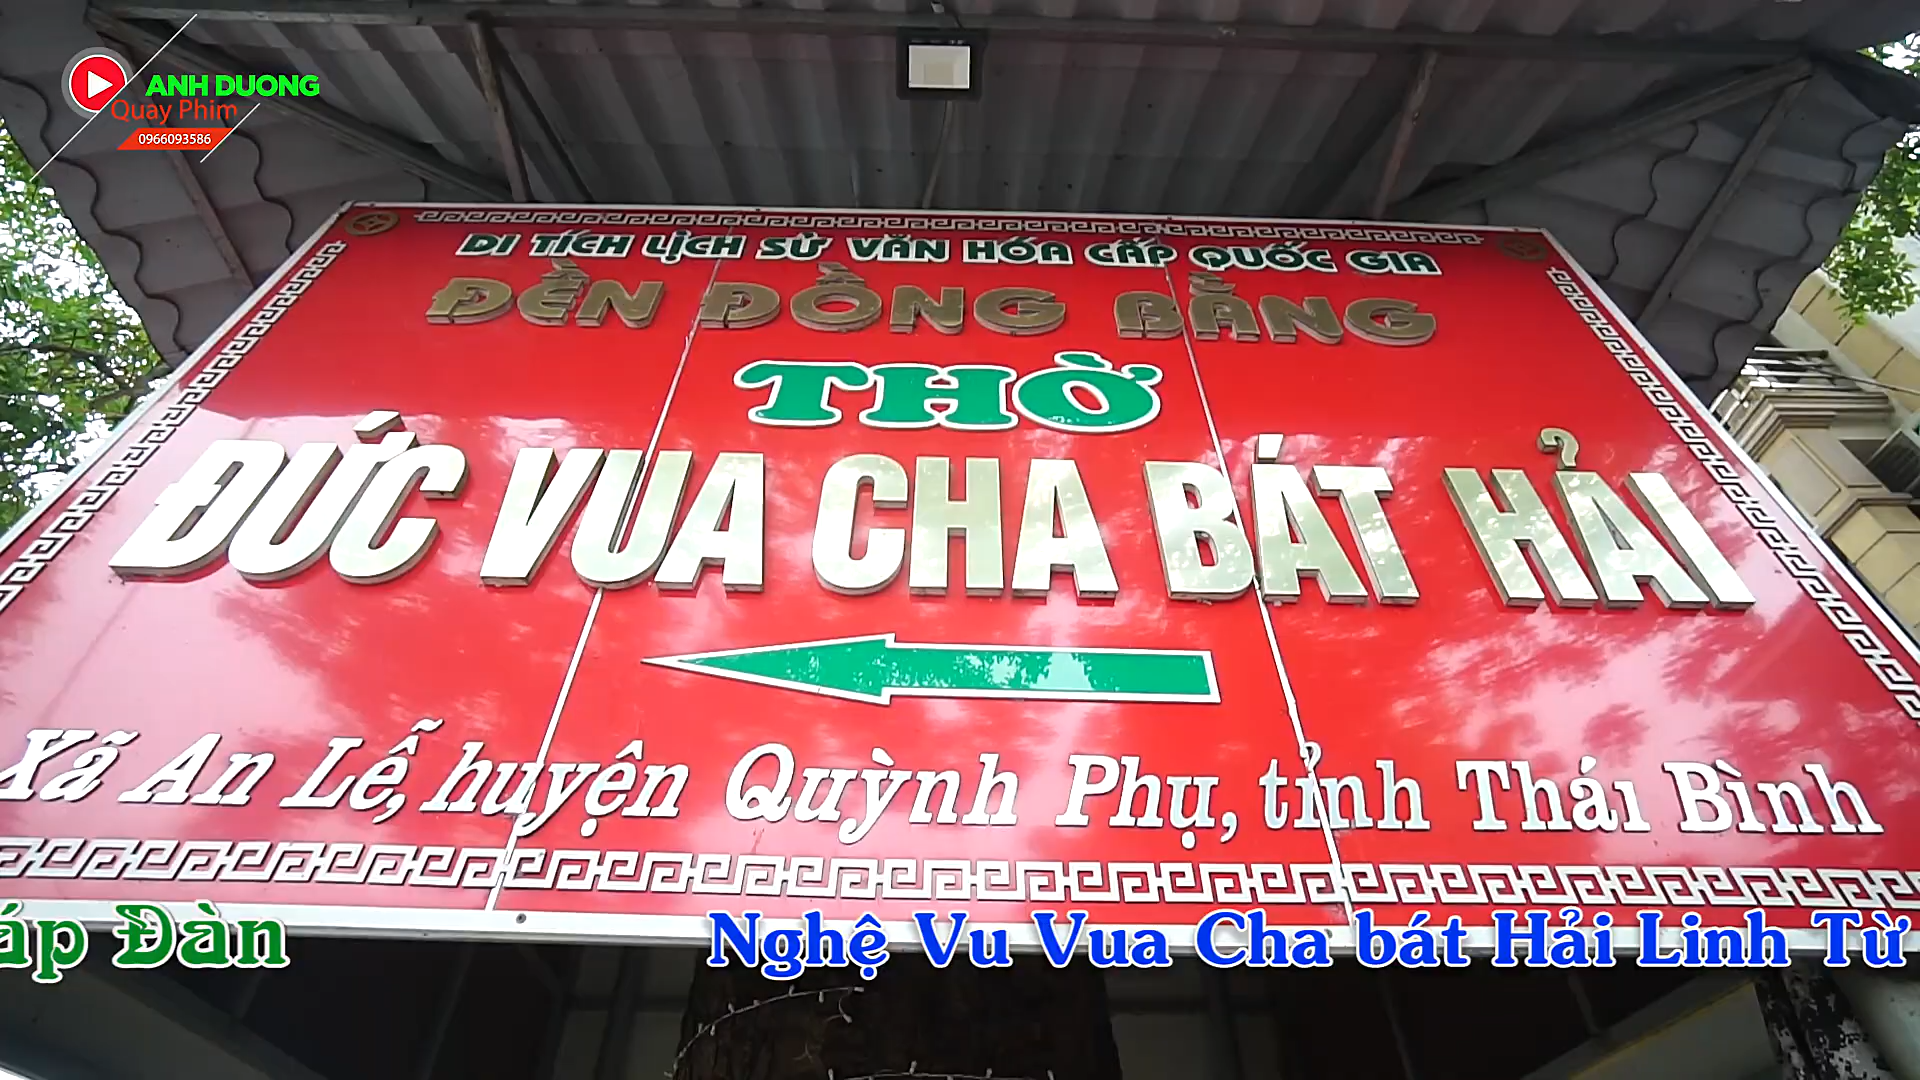 ANH DUONG
Quay Phim
0966093586
DI TÍCH LỊCH SỬ VĂN HÓA CẤP QUỐC GIA
ĐỀN ĐỒNG BẰNG
THỜ
ĐỨC VUA CHA BÁT HẢI
Xã An Lễ, huyện Quỳnh Phụ, tỉnh Thái Bình
áp Đàn Nghệ Vu Vua Cha bát Hải Linh Từ